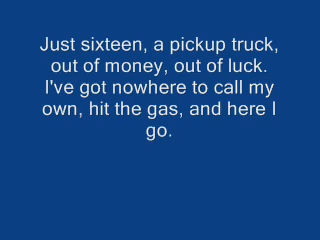 Just sixteen, a pickup truck,
out of money, out of luck.
I've got nowhere to call my
own, hit the gas, and here I
go.